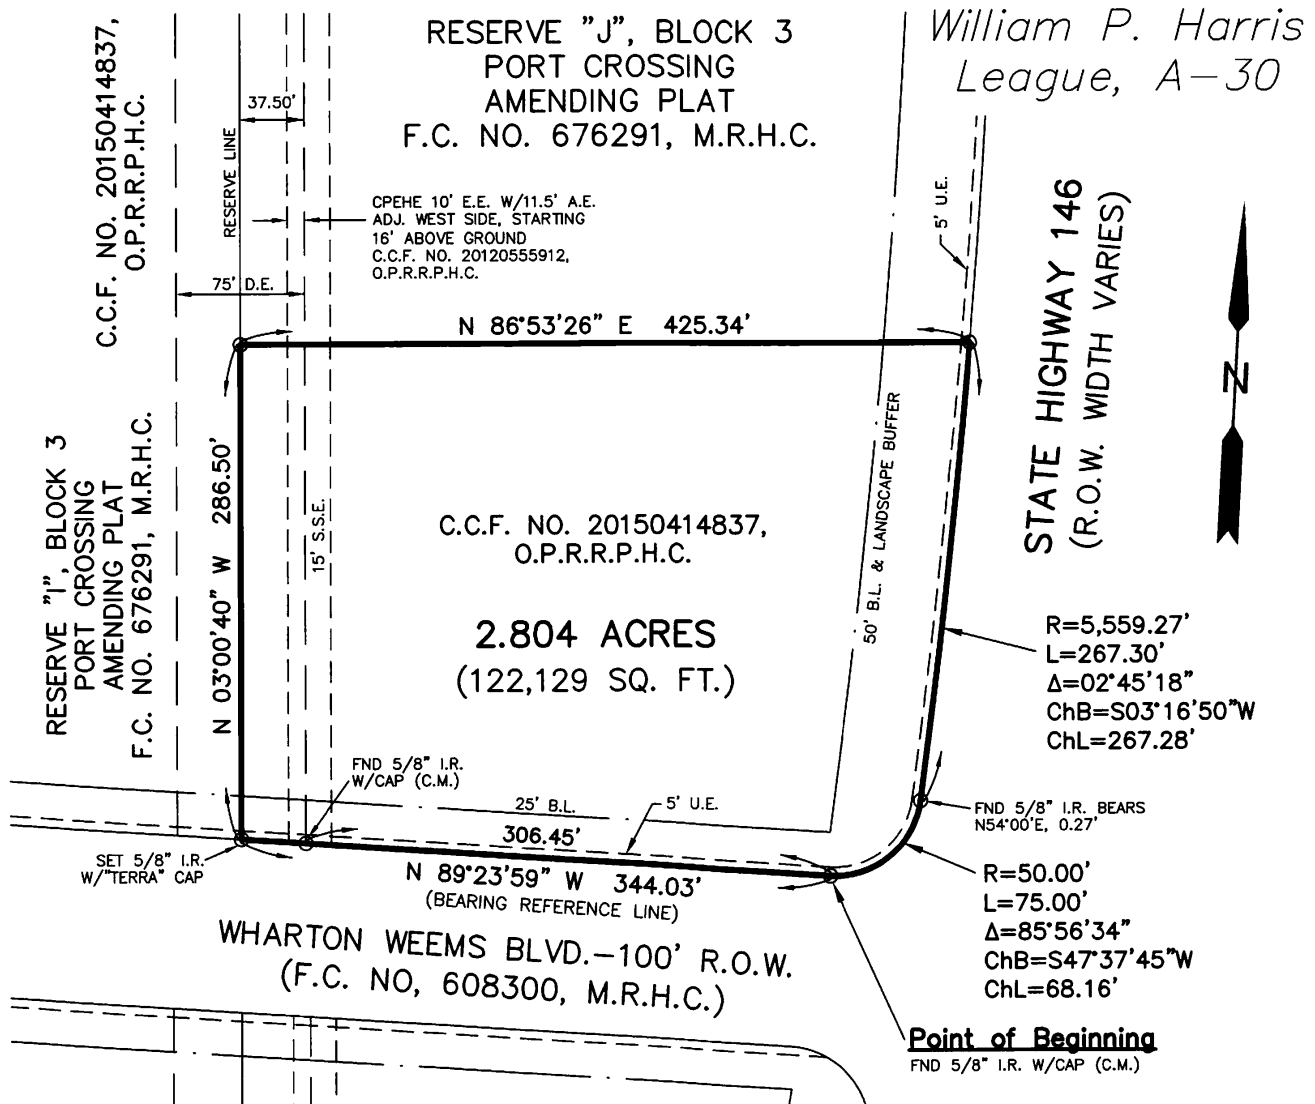 RESERVE "J", BLOCK 3
PORT CROSSING
AMENDING PLAT
F.C. NO. 676291, M.R.H.C.
William P. Harris
League, A-30
C.C.F. NO. 20150414837,
O.P.R.R.P.H.C.
37.50'
RESERVE LINE
CPEHE 10' E.E. W/11.5' A.E.
ADJ. WEST SIDE, STARTING
16' ABOVE GROUND
C.C.F. NO. 20120555912,
O.P.R.R.P.H.C.
75' D.E.
5' U.E.
STATE HIGHWAY 146
(R.O.W. WIDTH VARIES)
N
N 86°53'26" E 425.34'
RESERVE "I", BLOCK 3
PORT CROSSING
AMENDING PLAT
F.C. NO. 676291, M.R.H.C.
N 03°00'40" W 286.50'
15' S.S.E.
C.C.F. NO. 20150414837,
O.P.R.R.P.H.C.
2.804 ACRES
(122,129 SQ. FT.)
50' B.L. & LANDSCAPE BUFFER
R=5,559.27'
L=267.30'
Δ=02°45'18"
ChB=S03°16'50"W
ChL=267.28'
FND 5/8" I.R.
W/CAP (C.M.)
25' B.L.
5' U.E.
306.45'
FND 5/8" I.R. BEARS
N54°00'E, 0.27'
SET 5/8" I.R.
W/"TERRA" CAP
N 89°23'59" W 344.03'
(BEARING REFERENCE LINE)
R=50.00'
L=75.00'
Δ=85°56'34"
ChB=S47°37'45"W
ChL=68.16'
WHARTON WEEMS BLVD.-100' R.O.W.
(F.C. NO, 608300, M.R.H.C.)
Point of Beginning
FND 5/8" I.R. W/CAP (C.M.)